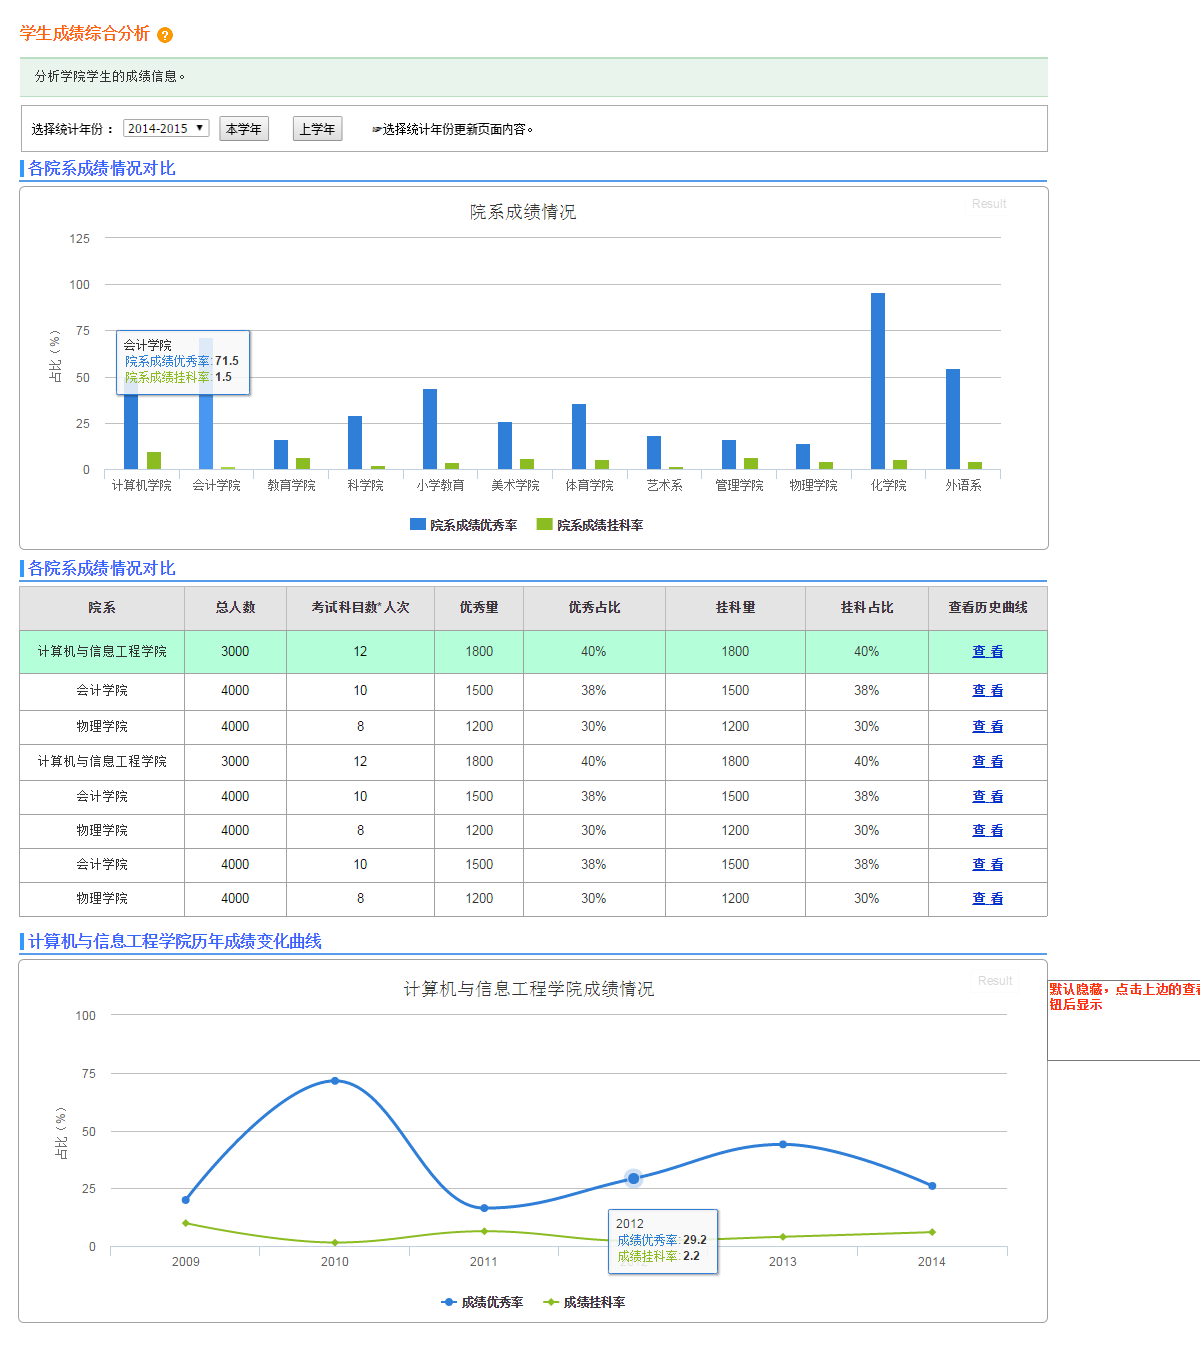 学生成绩综合分析 ?
分析学院学生的成绩信息。
选择统计年份： 2014-2015 ▼ 本学年 上学年 ☞选择统计年份更新页面内容。
各院系成绩情况对比
院系成绩情况
Result
125
100
75
50
25
0
占比（%）
会计学院
院系成绩优秀率: 71.5
院系成绩挂科率: 1.5
计算机学院 会计学院 教育学院 科学院 小学教育 美术学院 体育学院 艺术系 管理学院 物理学院 化学院 外语系
院系成绩优秀率 院系成绩挂科率
各院系成绩情况对比
院系 总人数 考试科目数*人次 优秀量 优秀占比 挂科量 挂科占比 查看历史曲线
计算机与信息工程学院 3000 12 1800 40% 1800 40% 查 看
会计学院 4000 10 1500 38% 1500 38% 查 看
物理学院 4000 8 1200 30% 1200 30% 查 看
计算机与信息工程学院 3000 12 1800 40% 1800 40% 查 看
会计学院 4000 10 1500 38% 1500 38% 查 看
物理学院 4000 8 1200 30% 1200 30% 查 看
会计学院 4000 10 1500 38% 1500 38% 查 看
物理学院 4000 8 1200 30% 1200 30% 查 看
计算机与信息工程学院历年成绩变化曲线
计算机与信息工程学院成绩情况
Result
默认隐藏，点击上边的查看
钮后显示
100
75
50
25
0
占比（%）
2012
成绩优秀率: 29.2
成绩挂科率: 2.2
2009 2010 2011 2013 2014
成绩优秀率 成绩挂科率